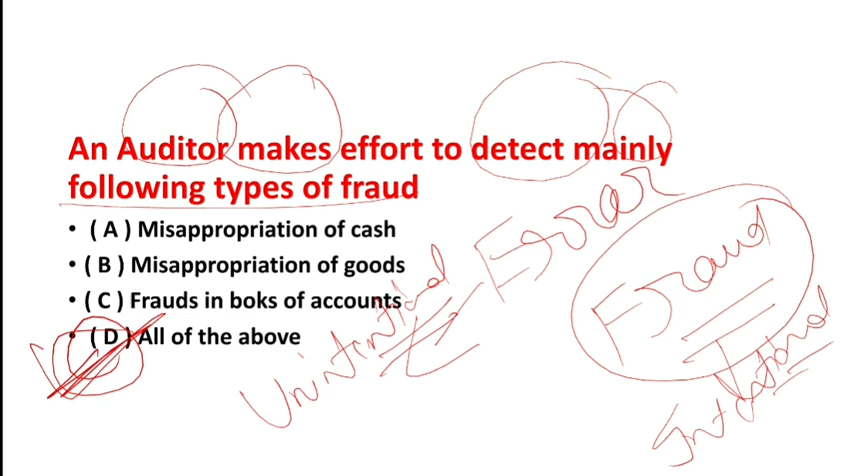 An Auditor makes effort to detect mainly
following types of fraud
• ( A ) Misappropriation of cash
• ( B ) Misappropriation of goods
• ( C ) Frauds in boks of accounts
• ( D ) All of the above
Error
Unintentional
Fraud
Intentional